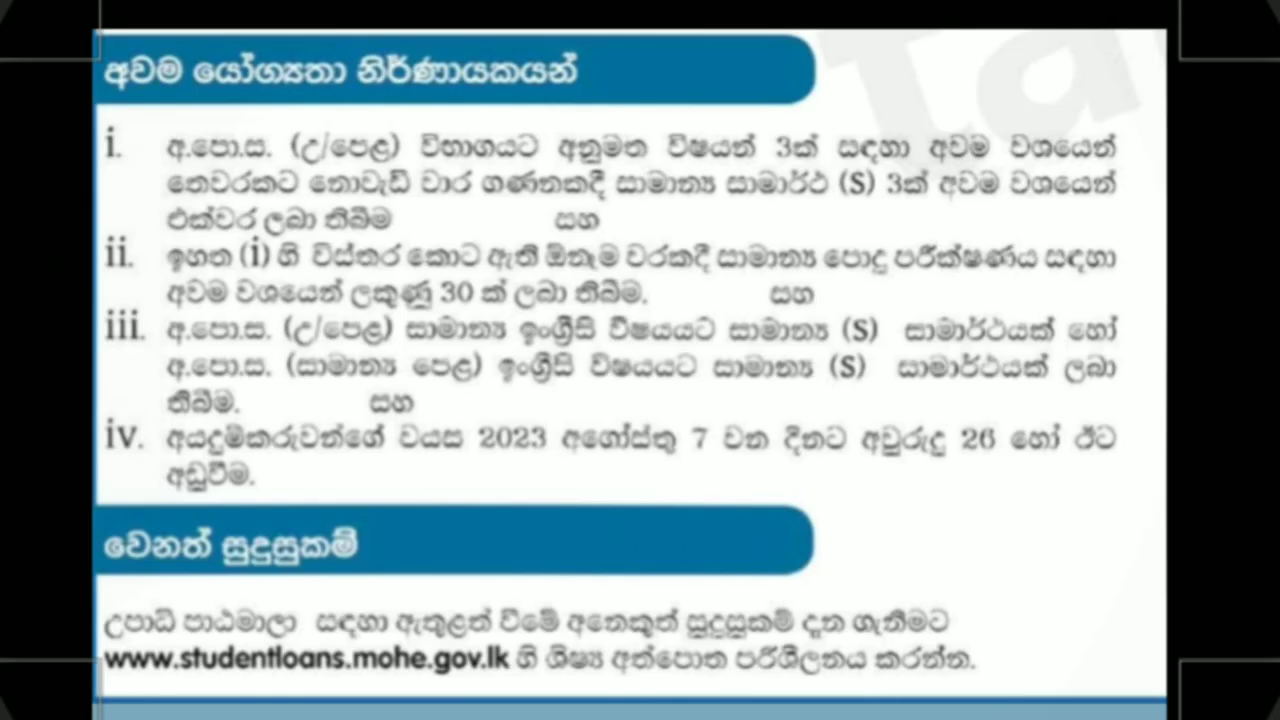 අවම යෝග්‍යතා නිර්ණායකයන්
i. අ.පො.ස. (උ/පෙළ) විභාගයට අනුමත විෂයන් 3ක් සඳහා අවම වශයෙන්
තෙවරකට නොවැඩි වාර ගණනකදී සාමාන්‍ය සාමාර්ථ (S) 3ක් අවම වශයෙන්
එක්වර ලබා තිබීම සහ
ii. ඉහත (i) හි විස්තර කොට ඇති ඕනෑම වරකදී සාමාන්‍ය පොදු පරීක්ෂණය සඳහා
අවම වශයෙන් ලකුණු 30 ක් ලබා තිබීම. සහ
iii. අ.පො.ස. (උ/පෙළ) සාමාන්‍ය ඉංග්‍රීසි විෂයයට සාමාන්‍ය (S) සාමාර්ථයක් හෝ
අ.පො.ස. (සාමාන්‍ය පෙළ) ඉංග්‍රීසි විෂයයට සාමාන්‍ය (S) සාමාර්ථයක් ලබා
තිබීම. සහ
iv. අයදුම්කරුවන්ගේ වයස 2023 අගෝස්තු 7 වන දිනට අවුරුදු 26 හෝ ඊට
අඩුවීම.
වෙනත් සුදුසුකම්
උපාධි පාඨමාලා සඳහා ඇතුළත් වීමේ අනෙකුත් සුදුසුකම් දැන ගැනීමට
www.studentloans.mohe.gov.lk හි ශිෂ්‍ය අත්පොත පරිශීලනය කරන්න.